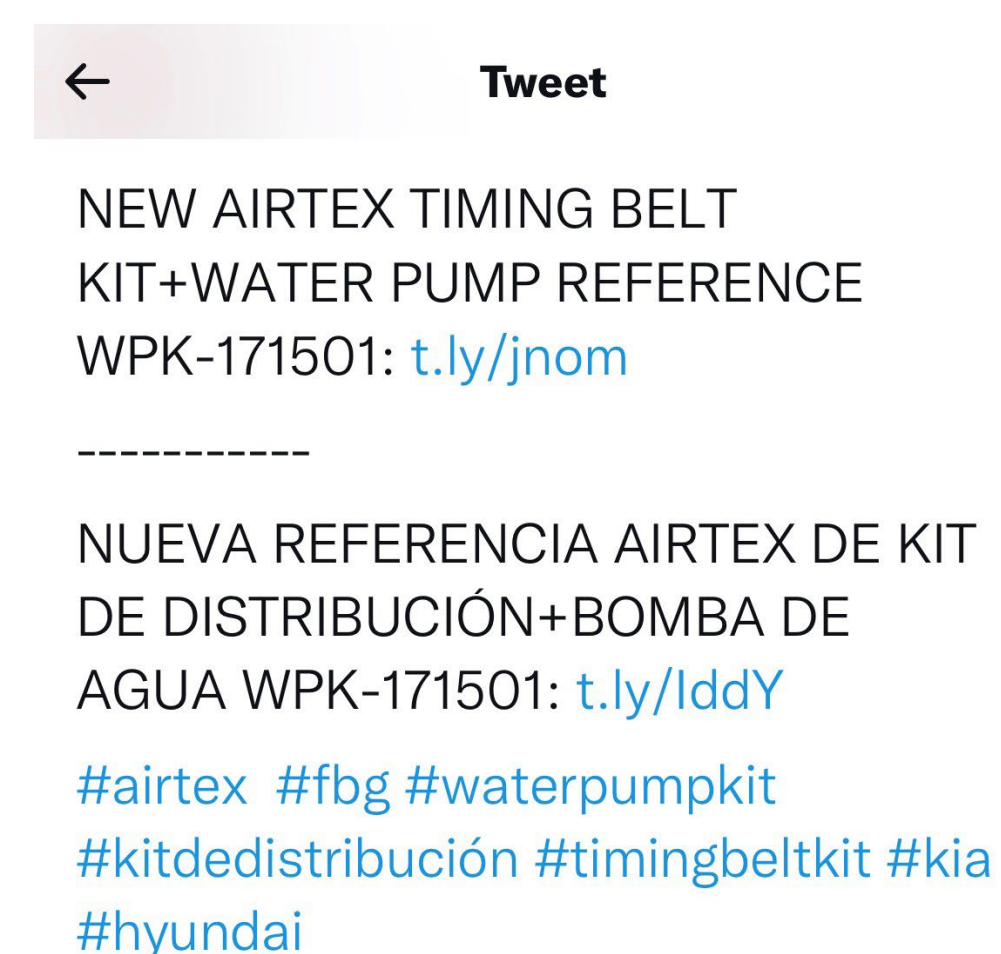 Tweet
NEW AIRTEX TIMING BELT
KIT+WATER PUMP REFERENCE
WPK-171501: t.ly/jnom
-----------
NUEVA REFERENCIA AIRTEX DE KIT
DE DISTRIBUCIÓN+BOMBA DE
AGUA WPK-171501: t.ly/IddY
#airtex #fbg #waterpumpkit
#kitdedistribución #timingbeltkit #kia
#hyundai